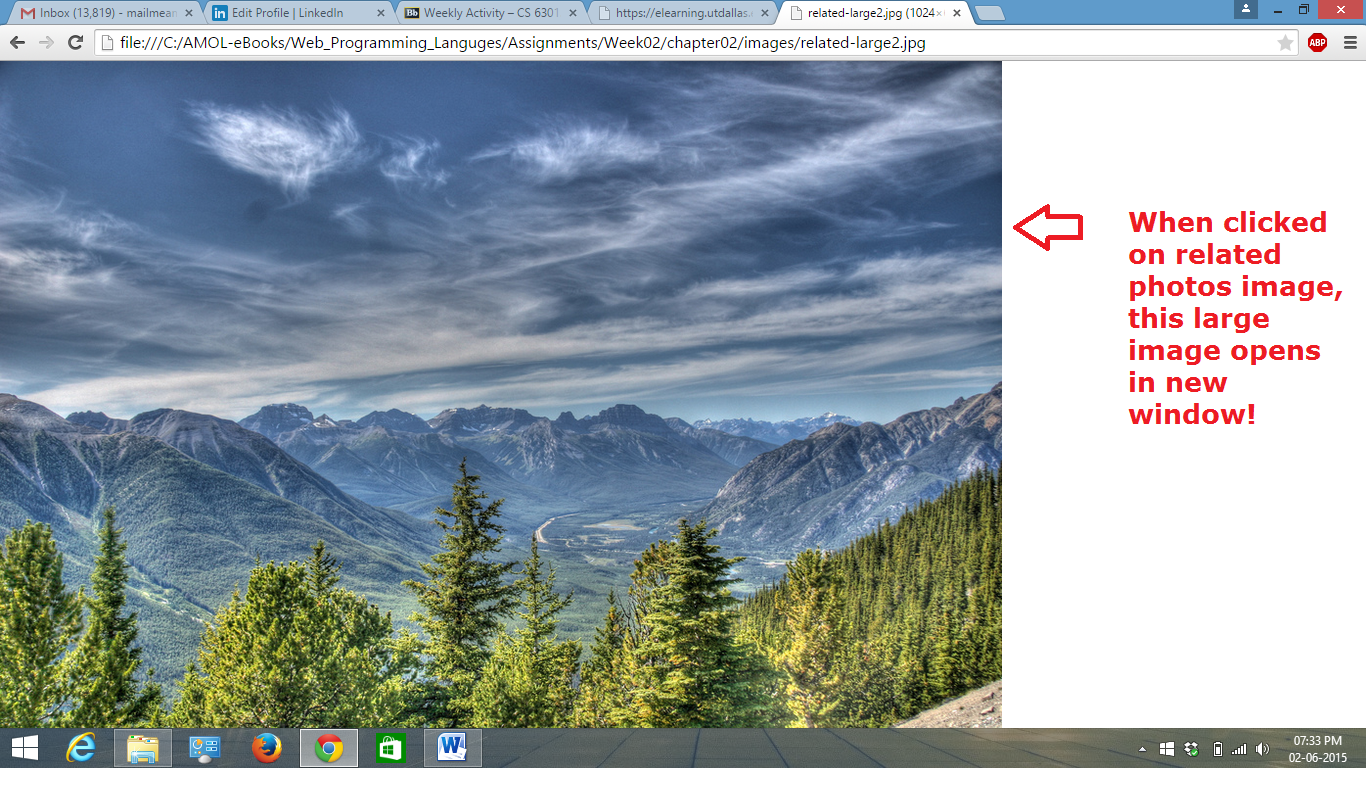 Inbox (13,819) - mailmean
Edit Profile | LinkedIn
Bb Weekly Activity – CS 6301
https://elearning.utdallas.
related-large2.jpg (1024×
file:///C:/AMOL-eBooks/Web_Programming_Languges/Assignments/Week02/chapter02/images/related-large2.jpg
ABP
When clicked
on related
photos image,
this large
image opens
in new
window!
07:33 PM
02-06-2015